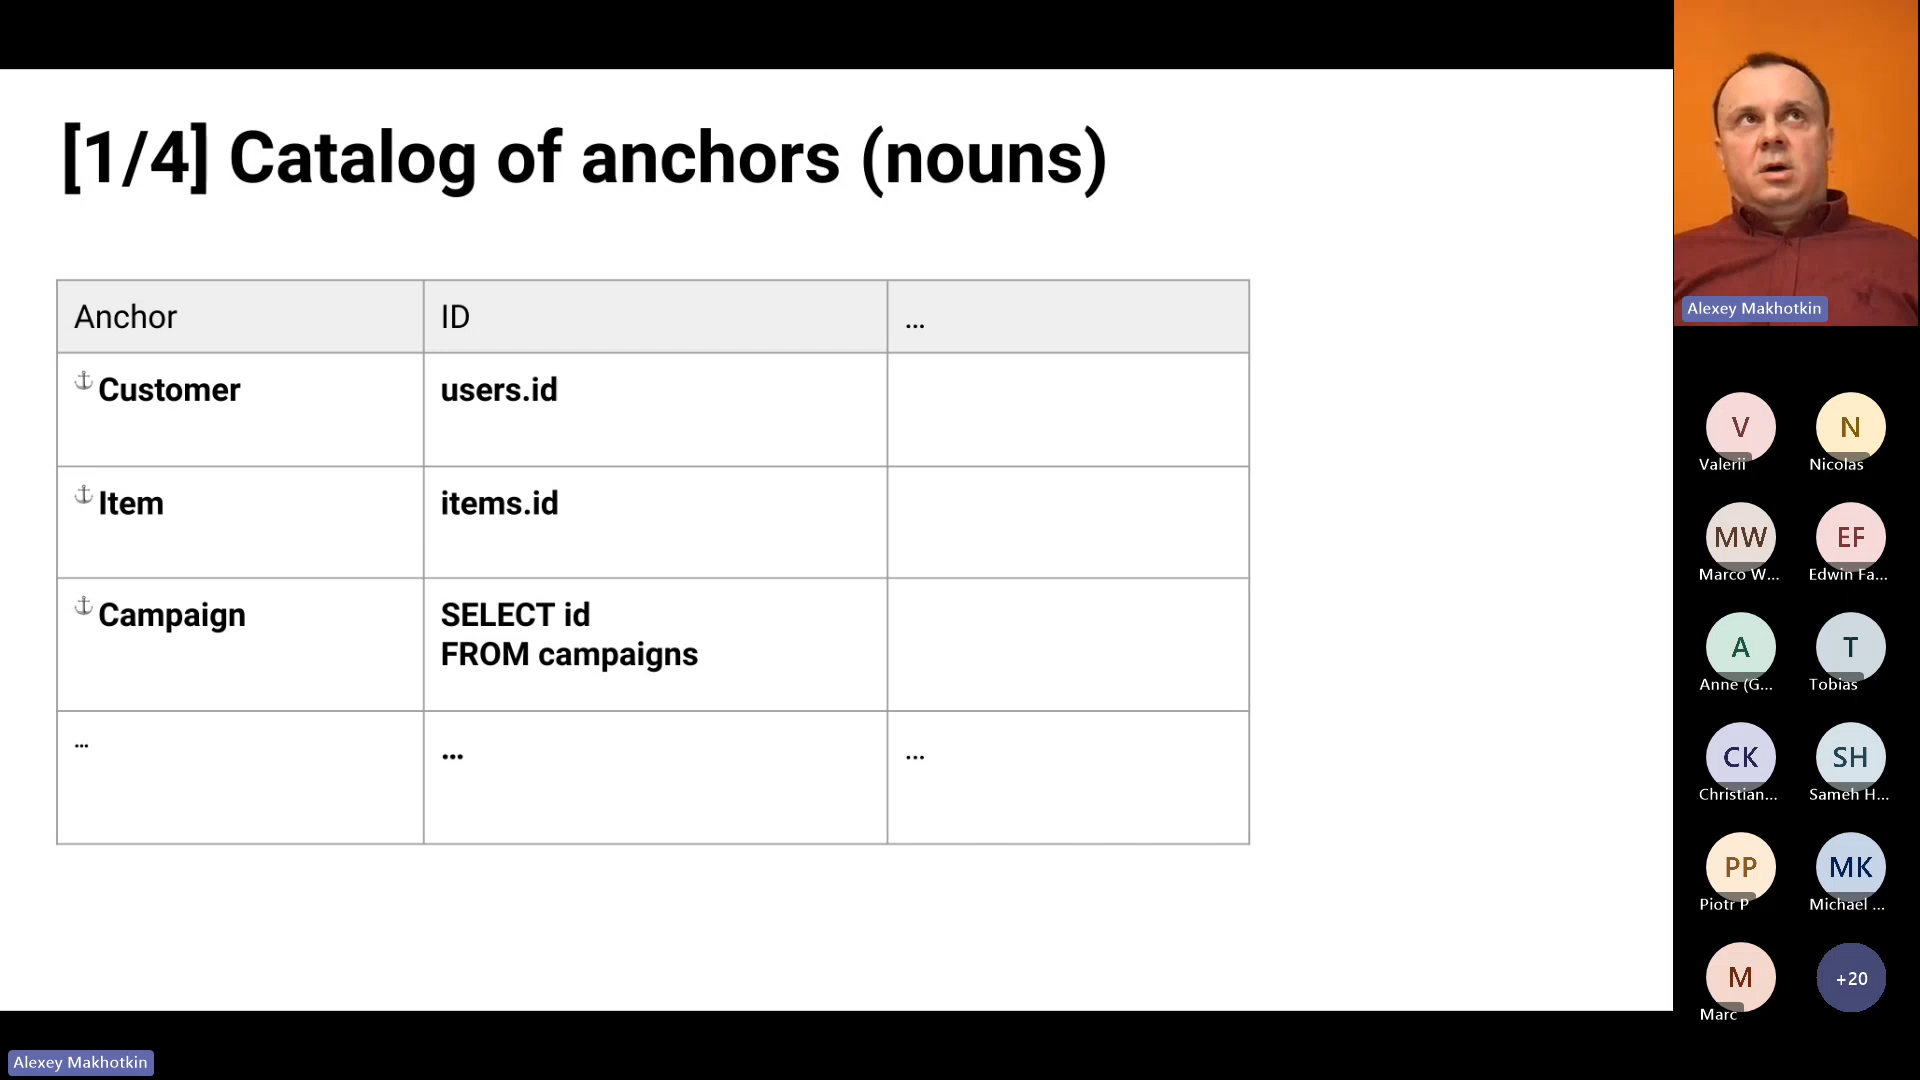 [1/4] Catalog of anchors (nouns)
Anchor
ID
...
⚓Customer
users.id
⚓Item
items.id
⚓Campaign
SELECT id
FROM campaigns
...
...
...
Alexey Makhotkin
V
Valerii
N
Nicolas
MW
Marco W...
EF
Edwin Fa...
A
Anne (G...
T
Tobias
CK
Christian...
SH
Sameh H...
PP
Piotr P
MK
Michael ...
M
Marc
+20
Alexey Makhotkin